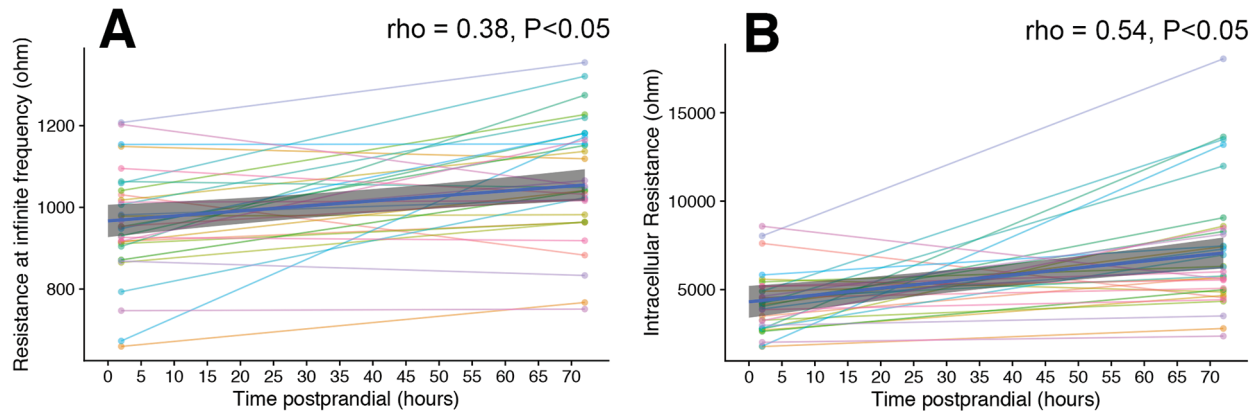 A
rho = 0.38, P<0.05
Resistance at infinite frequency (ohm)
1200
1000
800
0 5 10 15 20 25 30 35 40 45 50 55 60 65 70
Time postprandial (hours)
B
rho = 0.54, P<0.05
Intracellular Resistance (ohm)
15000
10000
5000
0 5 10 15 20 25 30 35 40 45 50 55 60 65 70
Time postprandial (hours)